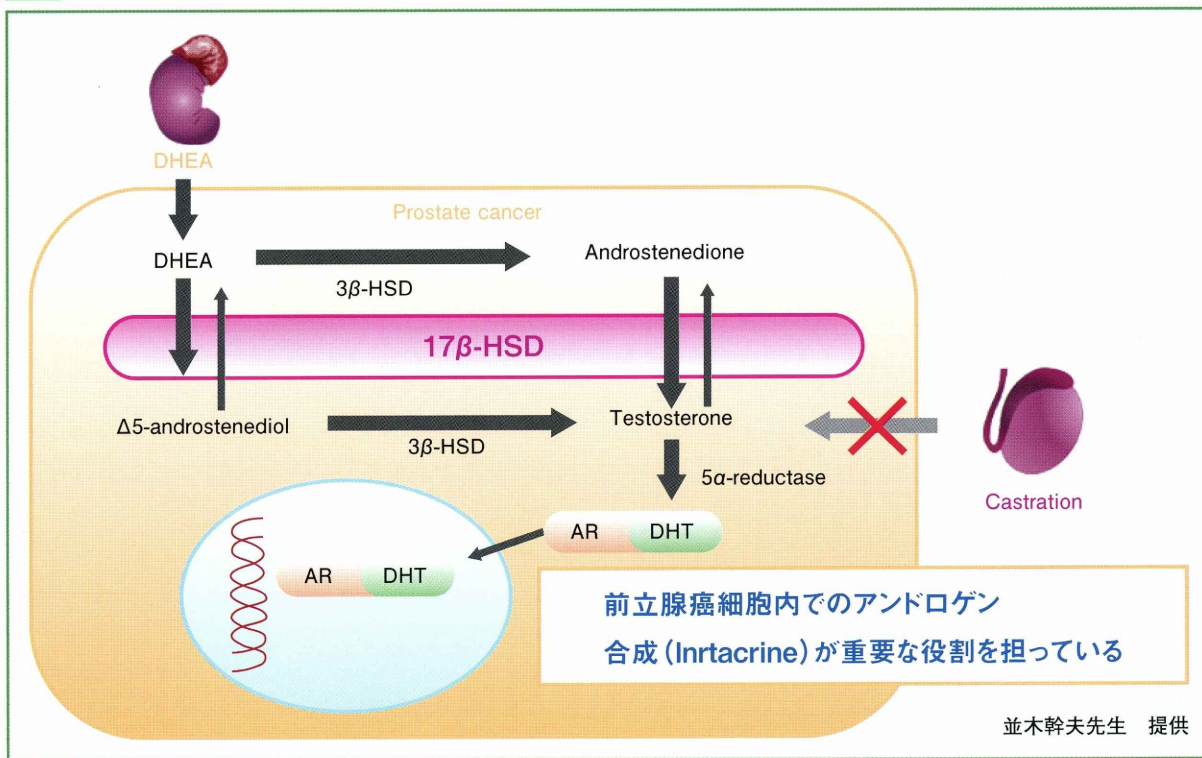 DHEA
Prostate cancer
DHEA
3β-HSD
Androstenedione
17β-HSD
Δ5-androstenediol
3β-HSD
Testosterone
5α-reductase
Castration
AR DHT
AR DHT
前立腺癌細胞内でのアンドロゲン
合成（Inrtacrine）が重要な役割を担っている
並木幹夫先生　提供